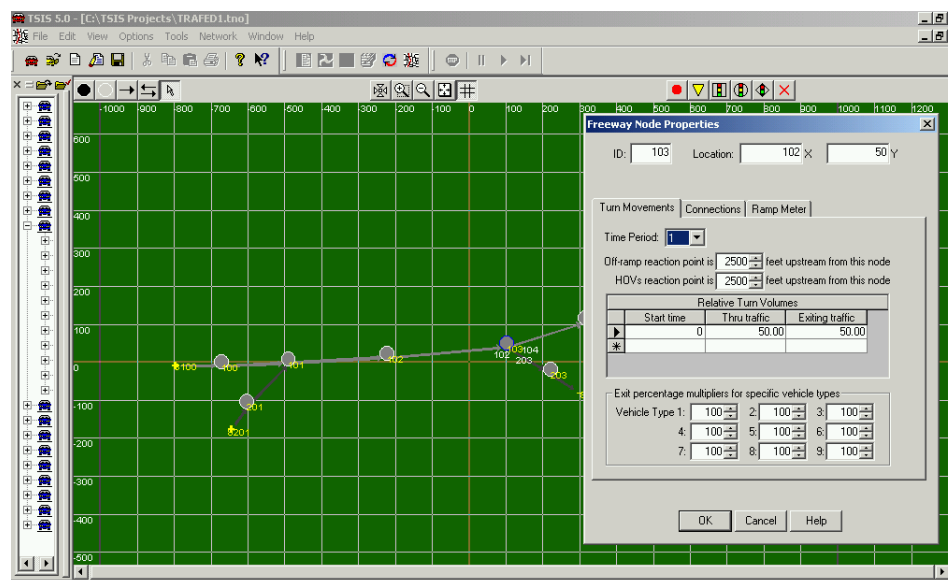 TSIS 5.0 - [C:\TSIS Projects\TRAFED1.tno]
File Edit View Options Tools Network Window Help
-1000 -900 -800 -700 -600 -500 -400 -300 -200 -100 0 100 200 300 400 500 600 700 800 900 1000 1100 1200
600
500
400
300
200
100
0
-100
-200
-300
-400
-500
8100
100
101
102
103
104
102
203
203
201
8201
Freeway Node Properties
ID: 103 Location: 102 X 50 Y
Turn Movements Connections Ramp Meter
Time Period: 1
Off-ramp reaction point is 2500 feet upstream from this node
HOVs reaction point is 2500 feet upstream from this node
Relative Turn Volumes
Start time Thru traffic Exiting traffic
0 50.00 50.00
Exit percentage multipliers for specific vehicle types
Vehicle Type 1: 100 2: 100 3: 100
4: 100 5: 100 6: 100
7: 100 8: 100 9: 100
OK Cancel Help